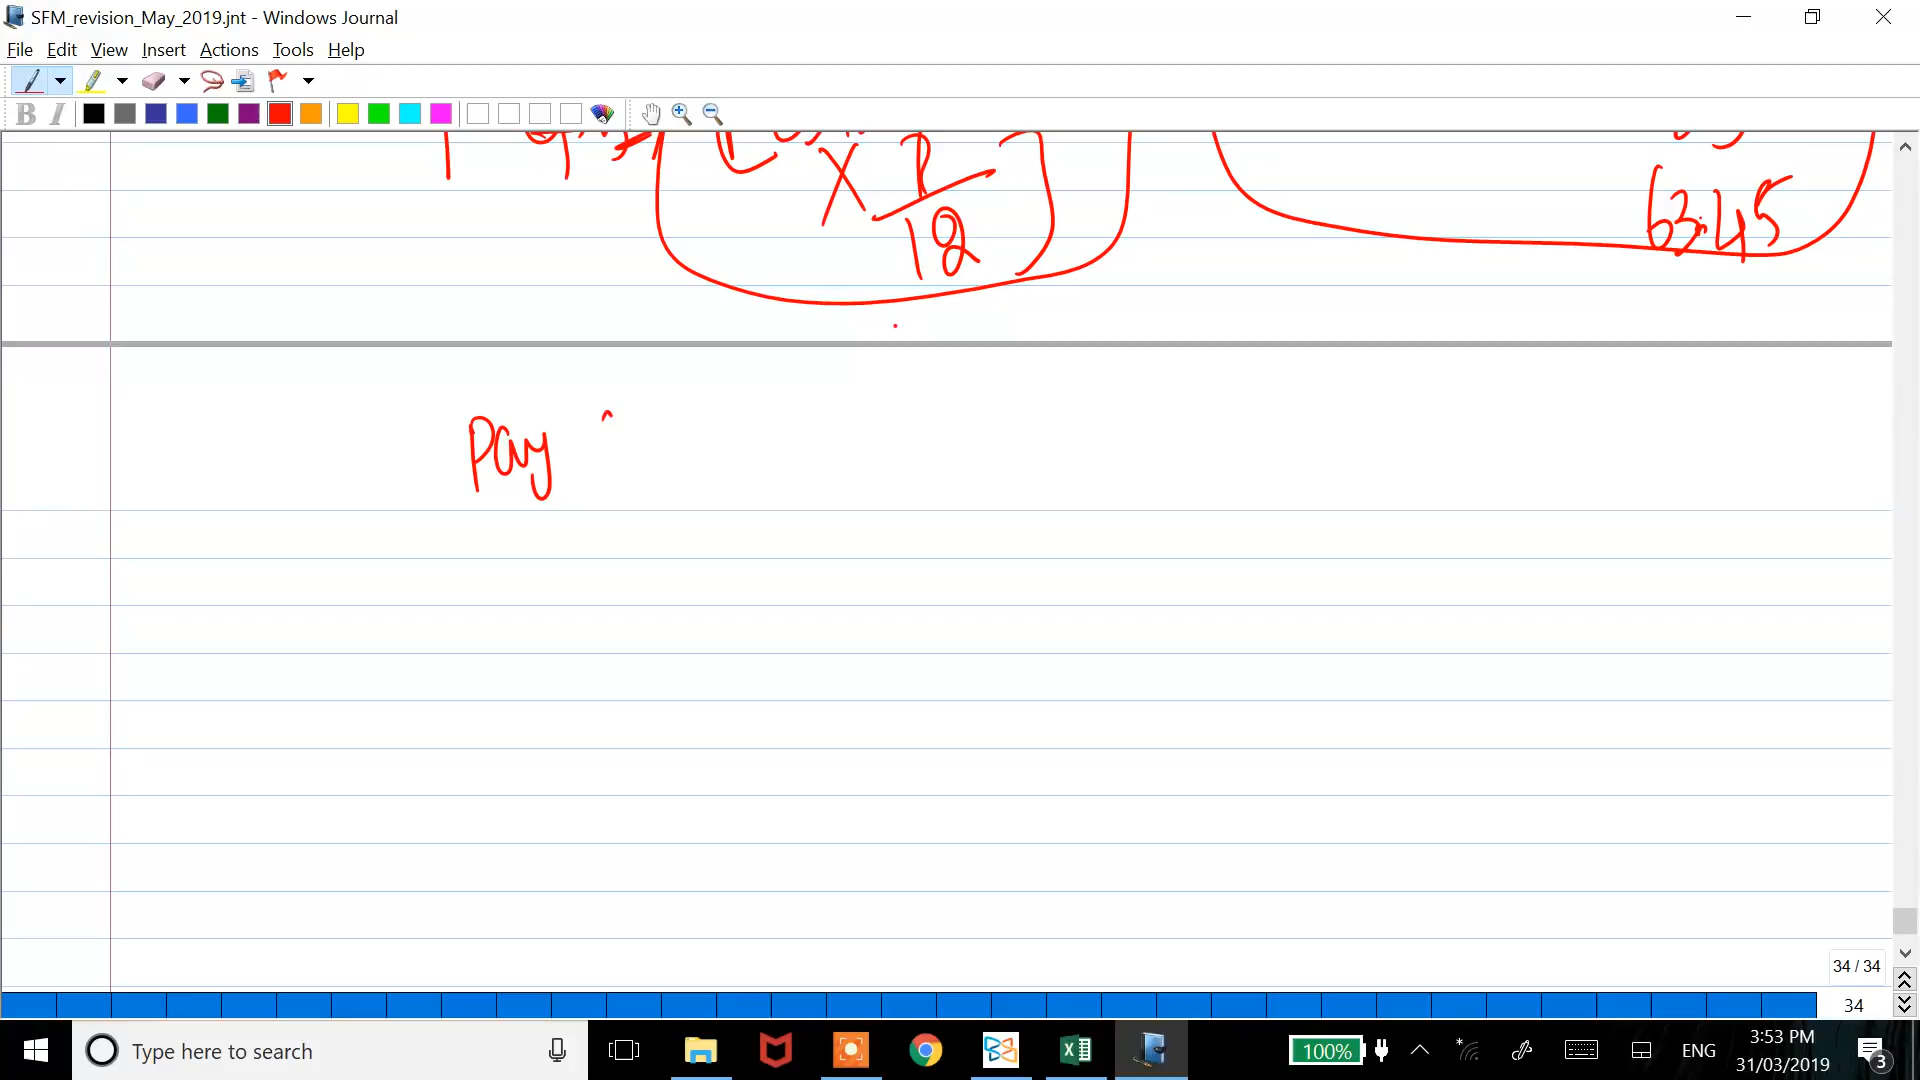 SFM_revision_May_2019.jnt - Windows Journal
File Edit View Insert Actions Tools Help
B I
X P
12
63.45
Pay
34 / 34
34
Type here to search
100%
ENG
3:53 PM
31/03/2019
3